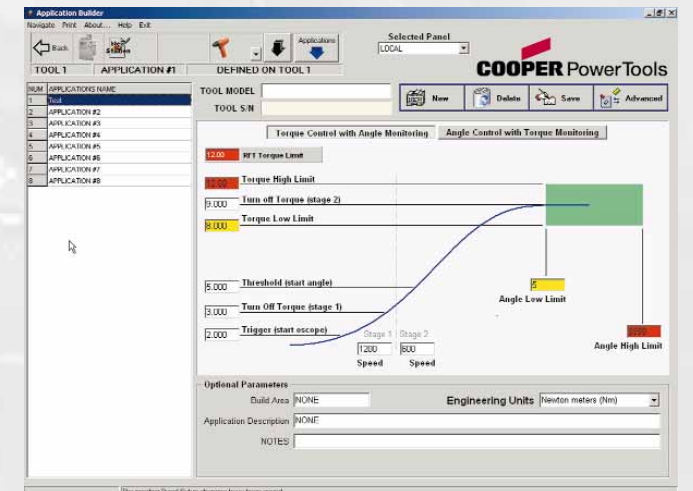 Application Builder
Navigate Print About... Help Exit
Back
Applications
Selected Panel
LOCAL
COOPER PowerTools
TOOL 1 APPLICATION #1 DEFINED ON TOOL 1
NUM APPLICATIONS NAME
1 Test
2 APPLICATION #2
3 APPLICATION #3
4 APPLICATION #4
5 APPLICATION #5
6 APPLICATION #6
7 APPLICATION #7
8 APPLICATION #8
TOOL MODEL
TOOL S/N
New
Delete
Save
Advanced
Torque Control with Angle Monitoring
Angle Control with Torque Monitoring
12.00 RFT Torque Limit
12.00 Torque High Limit
9.000 Turn off Torque (stage 2)
8.000 Torque Low Limit
5.000 Threshold (start angle)
3.000 Turn Off Torque (stage 1)
2.000 Trigger (start escope)
Stage 1 Stage 2
1200 600
Speed Speed
5
Angle Low Limit
Angle High Limit
Optional Parameters
Build Area NONE
Engineering Units Newton meters (Nm)
Application Description NONE
NOTES